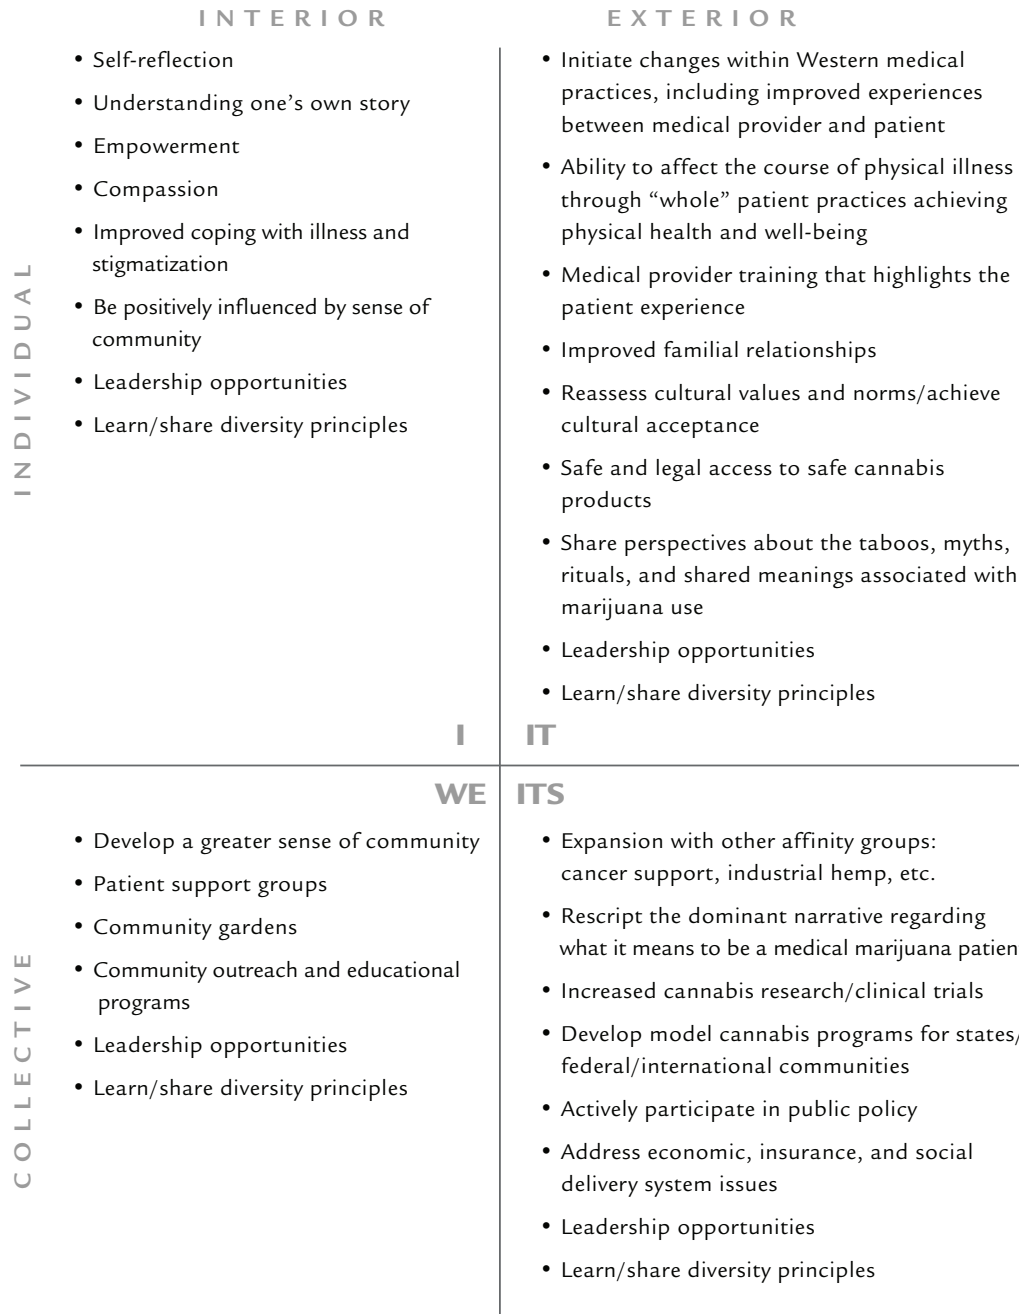 INTERIOR
EXTERIOR
INDIVIDUAL
• Self-reflection
• Understanding one’s own story
• Empowerment
• Compassion
• Improved coping with illness and
stigmatization
• Be positively influenced by sense of
community
• Leadership opportunities
• Learn/share diversity principles
I
• Initiate changes within Western medical
practices, including improved experiences
between medical provider and patient
• Ability to affect the course of physical illness
through “whole” patient practices achieving
physical health and well-being
• Medical provider training that highlights the
patient experience
• Improved familial relationships
• Reassess cultural values and norms/achieve
cultural acceptance
• Safe and legal access to safe cannabis
products
• Share perspectives about the taboos, myths,
rituals, and shared meanings associated with
marijuana use
• Leadership opportunities
• Learn/share diversity principles
IT
COLLECTIVE
WE
• Develop a greater sense of community
• Patient support groups
• Community gardens
• Community outreach and educational
programs
• Leadership opportunities
• Learn/share diversity principles
ITS
• Expansion with other affinity groups:
cancer support, industrial hemp, etc.
• Rescript the dominant narrative regarding
what it means to be a medical marijuana patien
• Increased cannabis research/clinical trials
• Develop model cannabis programs for states/
federal/international communities
• Actively participate in public policy
• Address economic, insurance, and social
delivery system issues
• Leadership opportunities
• Learn/share diversity principles